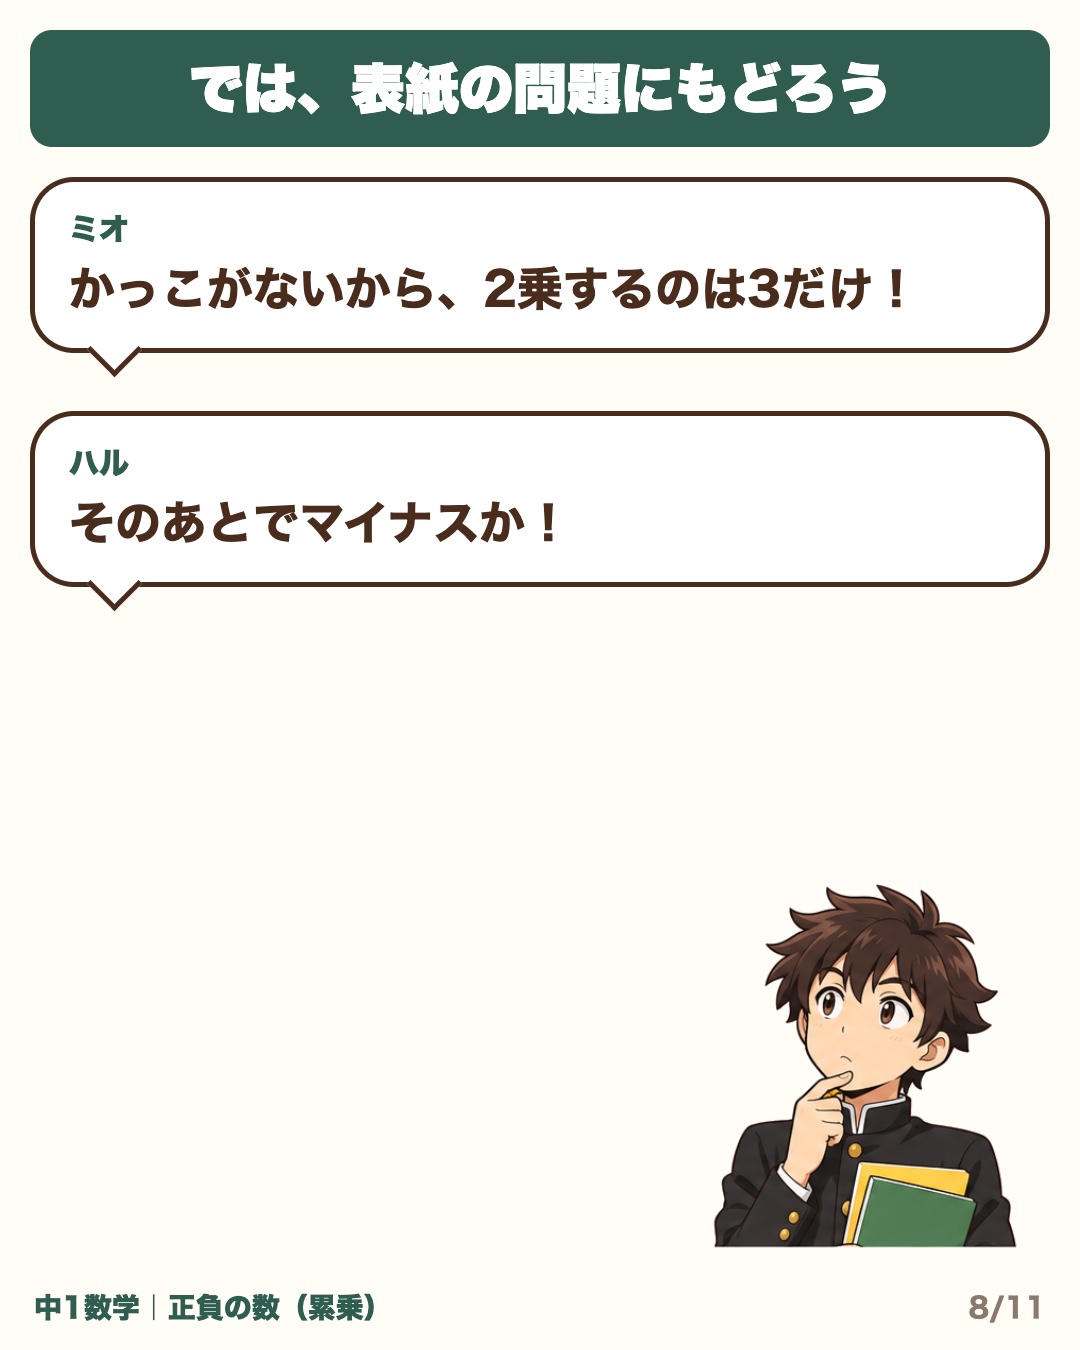 では、表紙の問題にもどろう
ミオ
かっこがないから、2乗するのは3だけ！
ハル
そのあとでマイナスか！
中1数学｜正負の数（累乗）
8/11